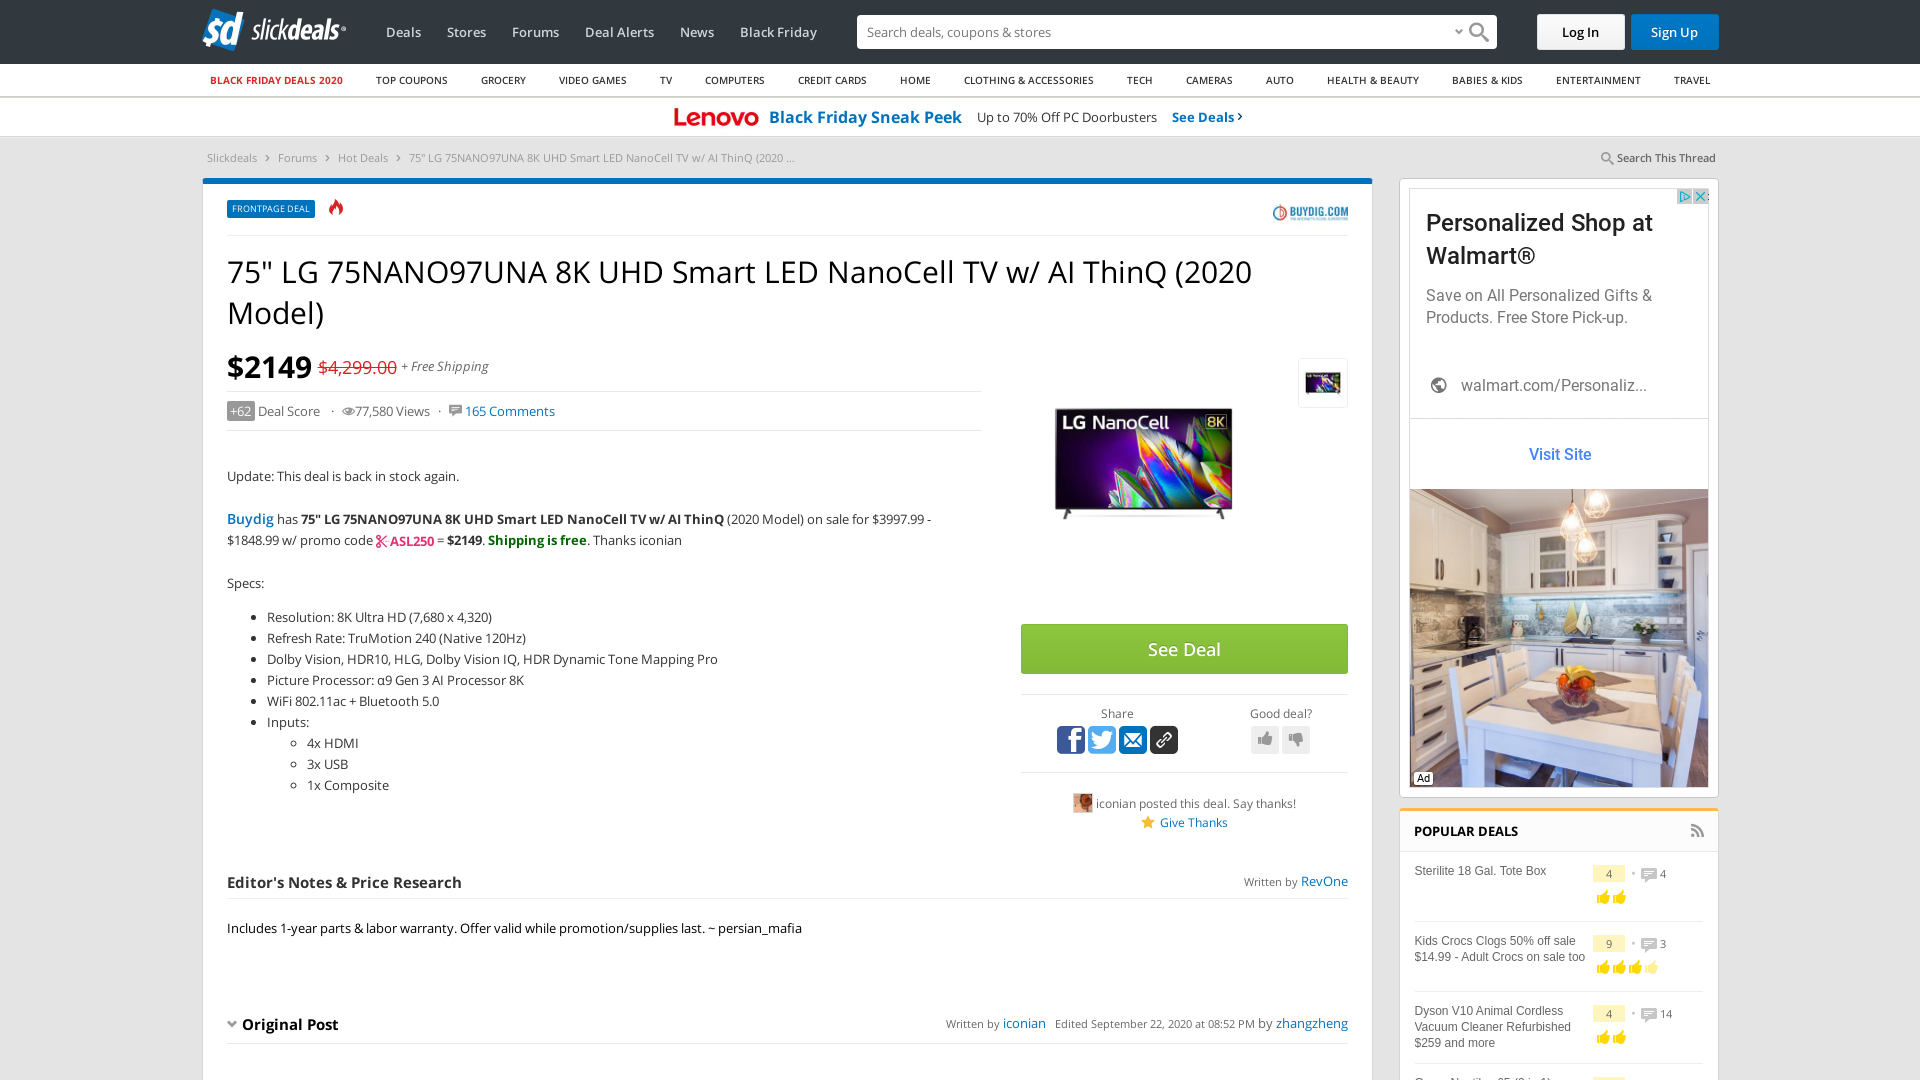 sd slickdeals
Deals
Stores
Forums
Deal Alerts
News
Black Friday
Search deals, coupons & stores
Log In
Sign Up
BLACK FRIDAY DEALS 2020
TOP COUPONS
GROCERY
VIDEO GAMES
TV
COMPUTERS
CREDIT CARDS
HOME
CLOTHING & ACCESSORIES
TECH
CAMERAS
AUTO
HEALTH & BEAUTY
BABIES & KIDS
ENTERTAINMENT
TRAVEL
Lenovo Black Friday Sneak Peek Up to 70% Off PC Doorbusters See Deals
Slickdeals > Forums > Hot Deals > 75" LG 75NANO97UNA 8K UHD Smart LED NanoCell TV w/ AI ThinQ (2020 ...
Search This Thread
FRONTPAGE DEAL
BUYDIG.COM
75" LG 75NANO97UNA 8K UHD Smart LED NanoCell TV w/ AI ThinQ (2020
Model)
$2149 $4,299.00 + Free Shipping
+62 Deal Score · 77,580 Views · 165 Comments
LG NanoCell 8K
Update: This deal is back in stock again.
Buydig has 75" LG 75NANO97UNA 8K UHD Smart LED NanoCell TV w/ AI ThinQ (2020 Model) on sale for $3997.99 -
$1848.99 w/ promo code ASL250 = $2149. Shipping is free. Thanks iconian
Specs:
Resolution: 8K Ultra HD (7,680 x 4,320)
Refresh Rate: TruMotion 240 (Native 120Hz)
Dolby Vision, HDR10, HLG, Dolby Vision IQ, HDR Dynamic Tone Mapping Pro
Picture Processor: α9 Gen 3 AI Processor 8K
WiFi 802.11ac + Bluetooth 5.0
Inputs:
4x HDMI
3x USB
1x Composite
See Deal
Share
Good deal?
iconian posted this deal. Say thanks!
Give Thanks
Editor's Notes & Price Research
Written by RevOne
Includes 1-year parts & labor warranty. Offer valid while promotion/supplies last. ~ persian_mafia
Original Post
Written by iconian Edited September 22, 2020 at 08:52 PM by zhangzheng
Personalized Shop at
Walmart®
Save on All Personalized Gifts &
Products. Free Store Pick-up.
walmart.com/Personaliz...
Visit Site
Ad
POPULAR DEALS
Sterilite 18 Gal. Tote Box
4 • 4
Kids Crocs Clogs 50% off sale
$14.99 - Adult Crocs on sale too
9 • 3
Dyson V10 Animal Cordless
Vacuum Cleaner Refurbished
$259 and more
4 • 14